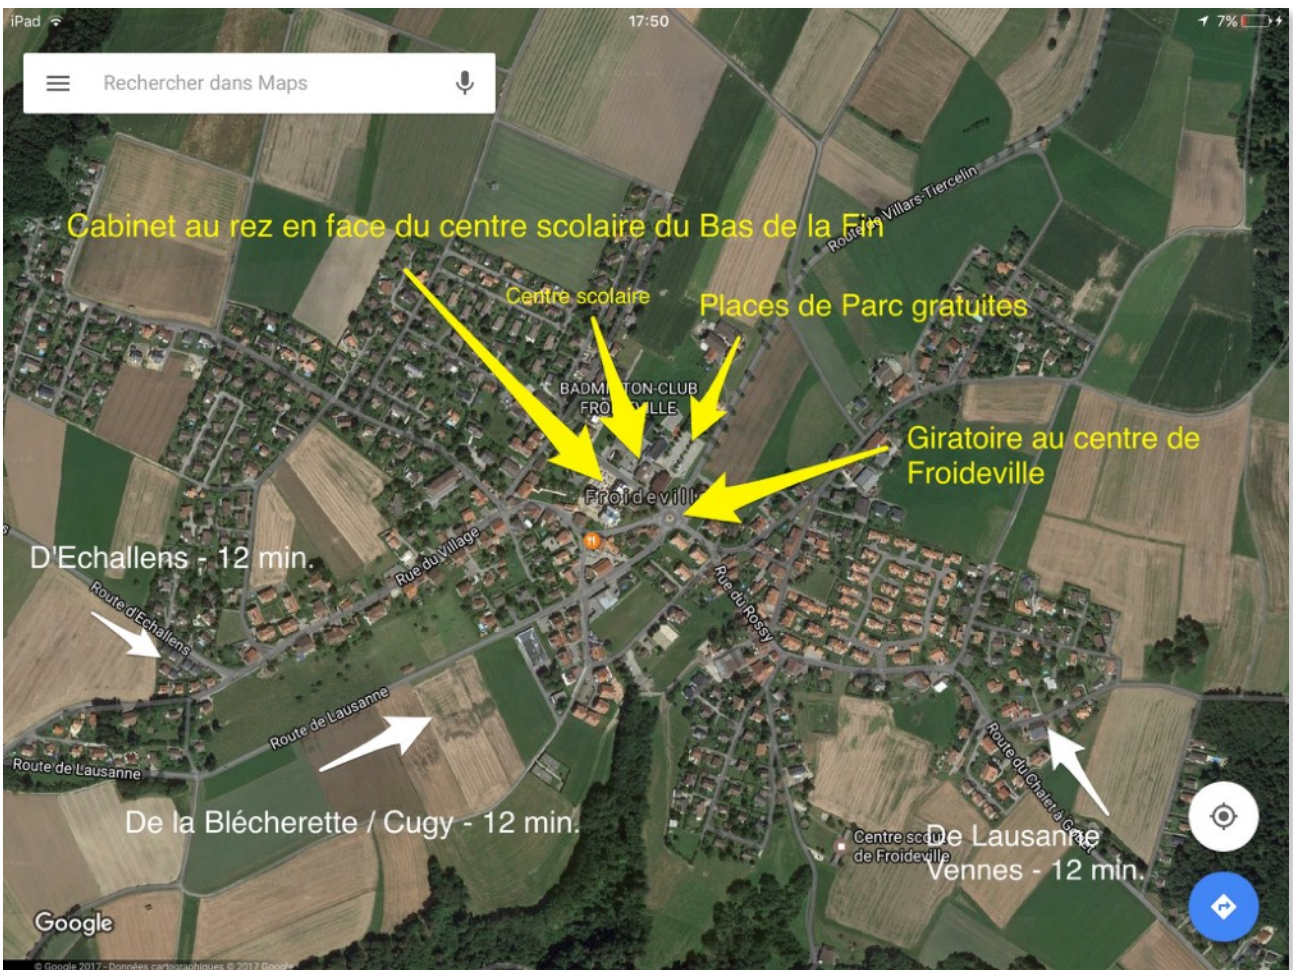 iPad 17:50 7%
Rechercher dans Maps
Route de Villars-Tiercelin
Cabinet au rez en face du centre scolaire du Bas de la Fin
Centre scolaire
Places de Parc gratuites
BADMINTON-CLUB
FROIDEVILLE
Giratoire au centre de
Froideville
Froideville
D'Echallens - 12 min.
Rue du Village
Route d'Echallens
Rue du Rossy
Route de Lausanne
Route de Lausanne
Route du Chalet à Gobet
De la Blécherette / Cugy - 12 min.
Centre scout
de Froideville
De Lausanne
Vennes - 12 min.
Google
© Google 2017 - Données cartographiques © 2017 Google